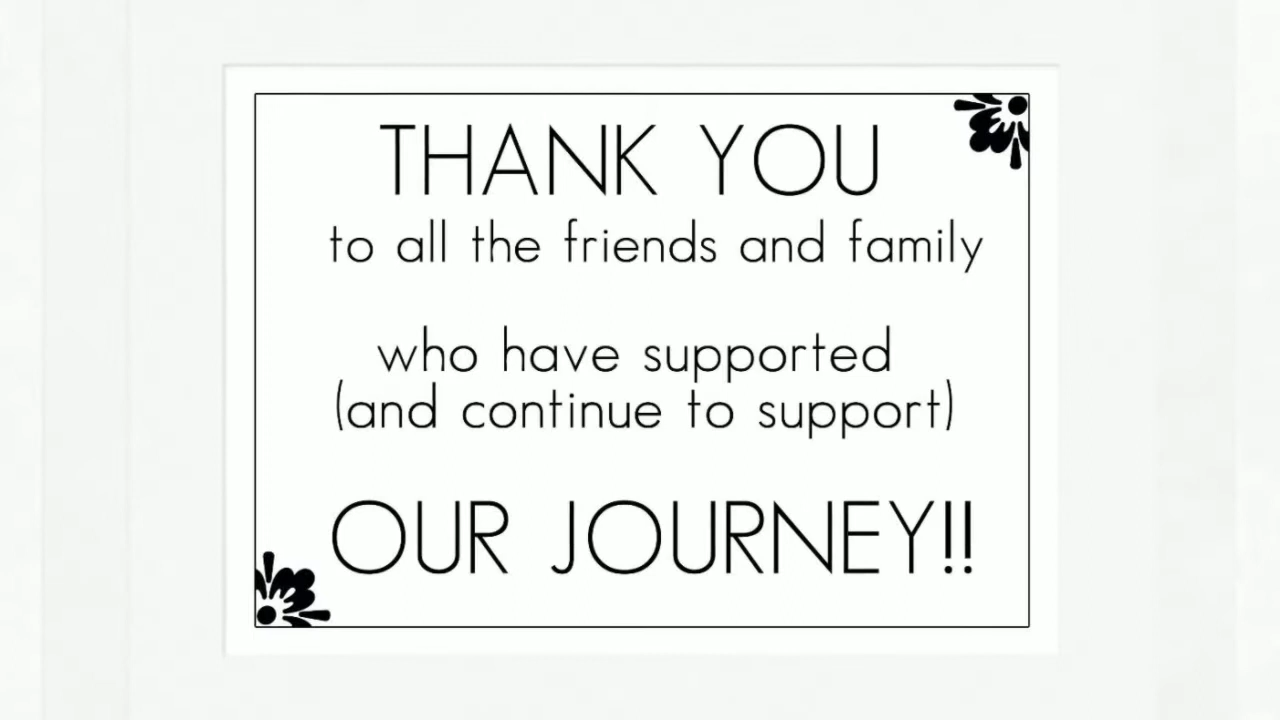 THANK YOU
to all the friends and family
who have supported
(and continue to support)
OUR JOURNEY!!